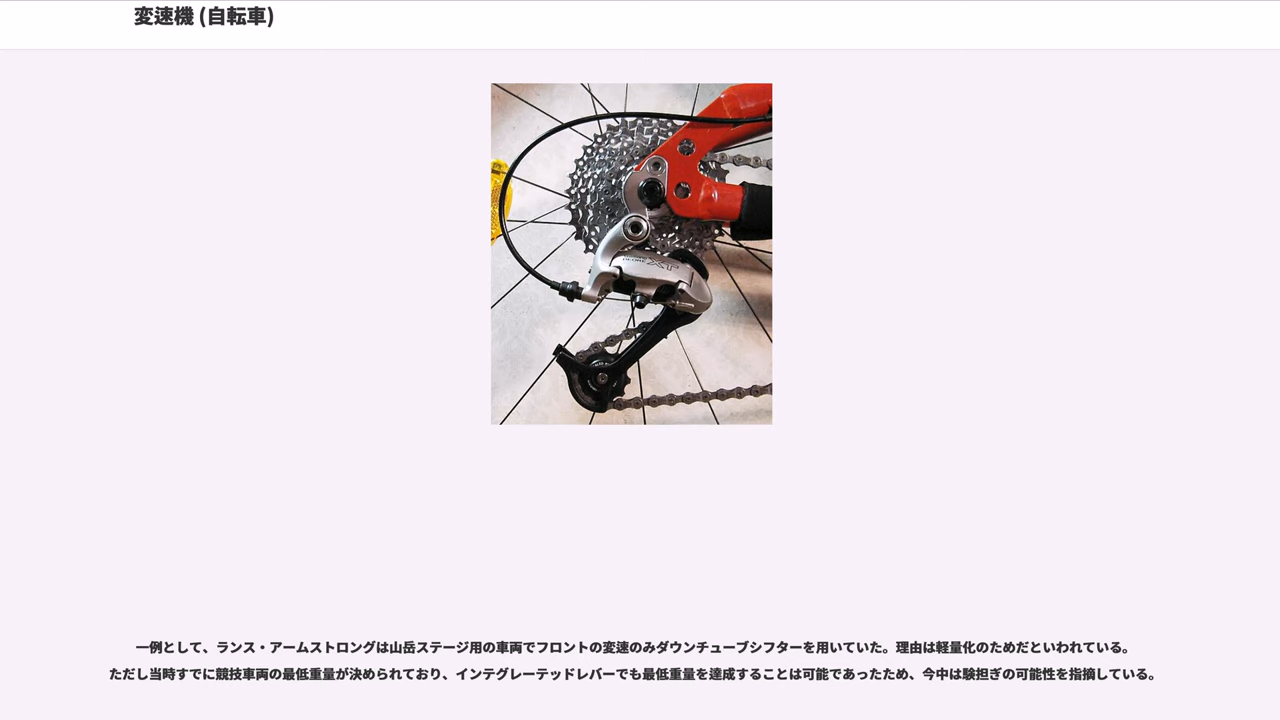 変速機 (自転車)
XT
一例として、ランス・アームストロングは山岳ステージ用の車両でフロントの変速のみダウンチューブシフターを用いていた。理由は軽量化のためだといわれている。
ただし当時すでに競技車両の最低重量が決められており、インテグレーテッドレバーでも最低重量を達成することは可能であったため、今中は験担ぎの可能性を指摘している。